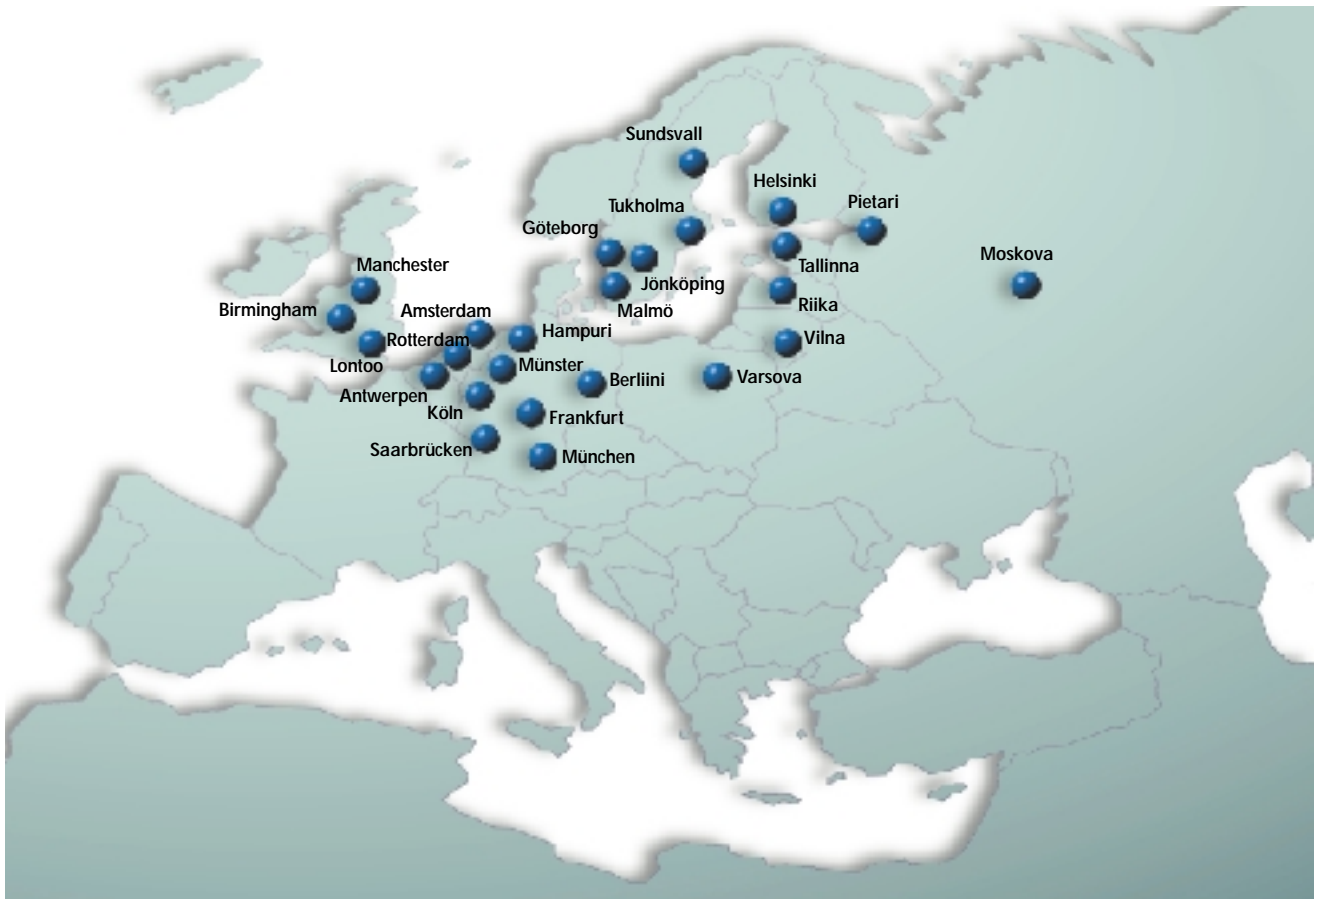 Sundsvall
Helsinki
Pietari
Tukholma
Göteborg
Moskova
Manchester
Tallinna
Jönköping
Riika
Birmingham
Amsterdam
Malmö
Hampuri
Rotterdam
Vilna
Lontoo
Münster
Varsova
Berliini
Antwerpen
Köln
Frankfurt
Saarbrücken
München